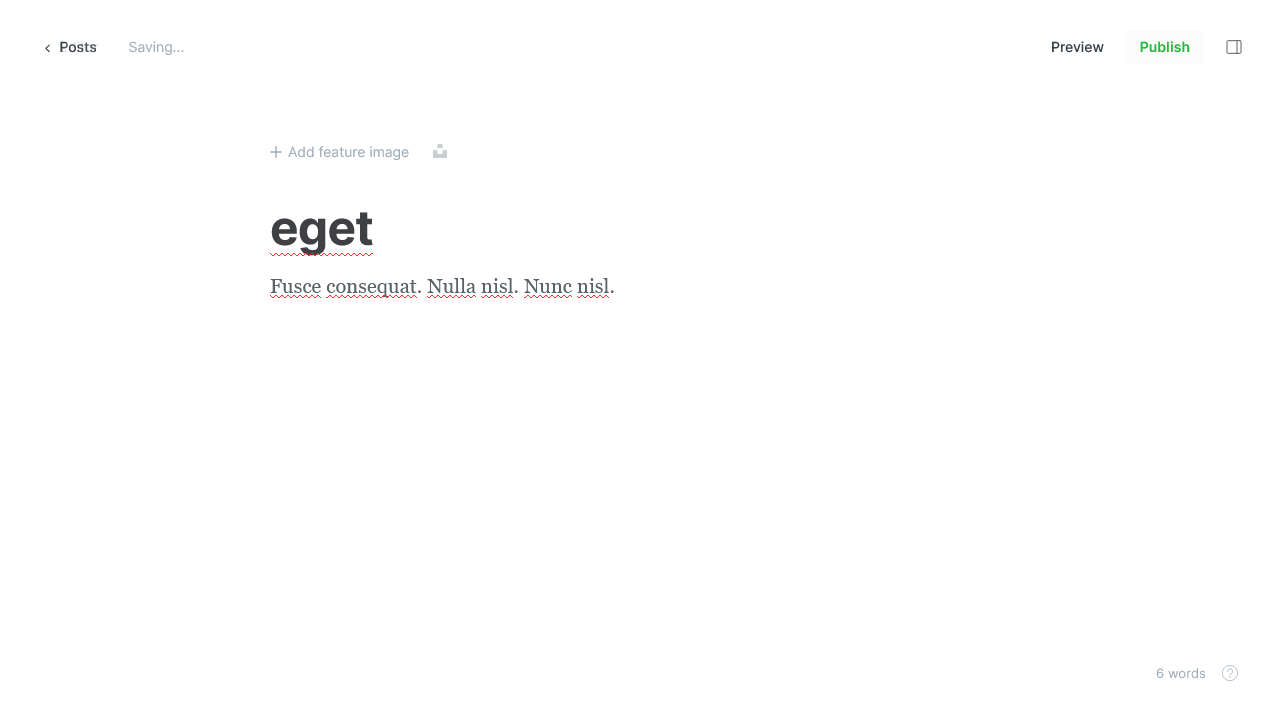 Posts
Saving...
Preview
Publish
Add feature image
eget
Fusce consequat. Nulla nisl. Nunc nisl.
6 words